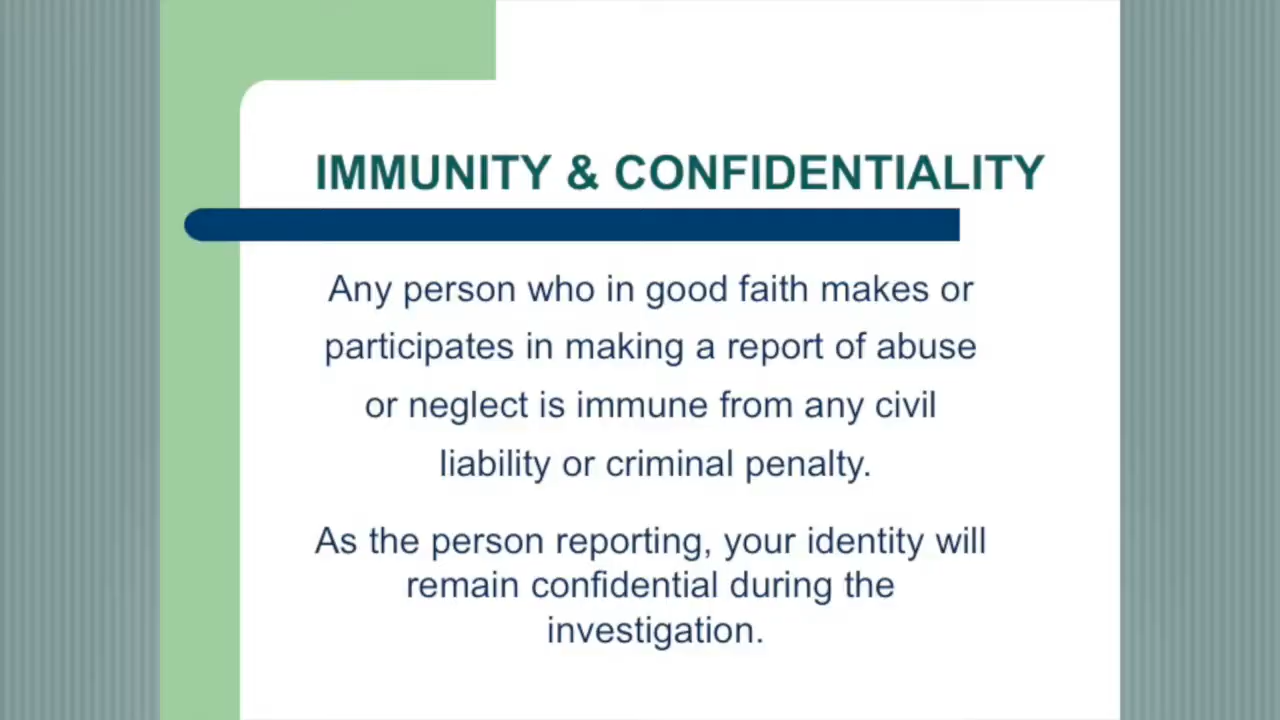 IMMUNITY & CONFIDENTIALITY
Any person who in good faith makes or
participates in making a report of abuse
or neglect is immune from any civil
liability or criminal penalty.
As the person reporting, your identity will
remain confidential during the
investigation.